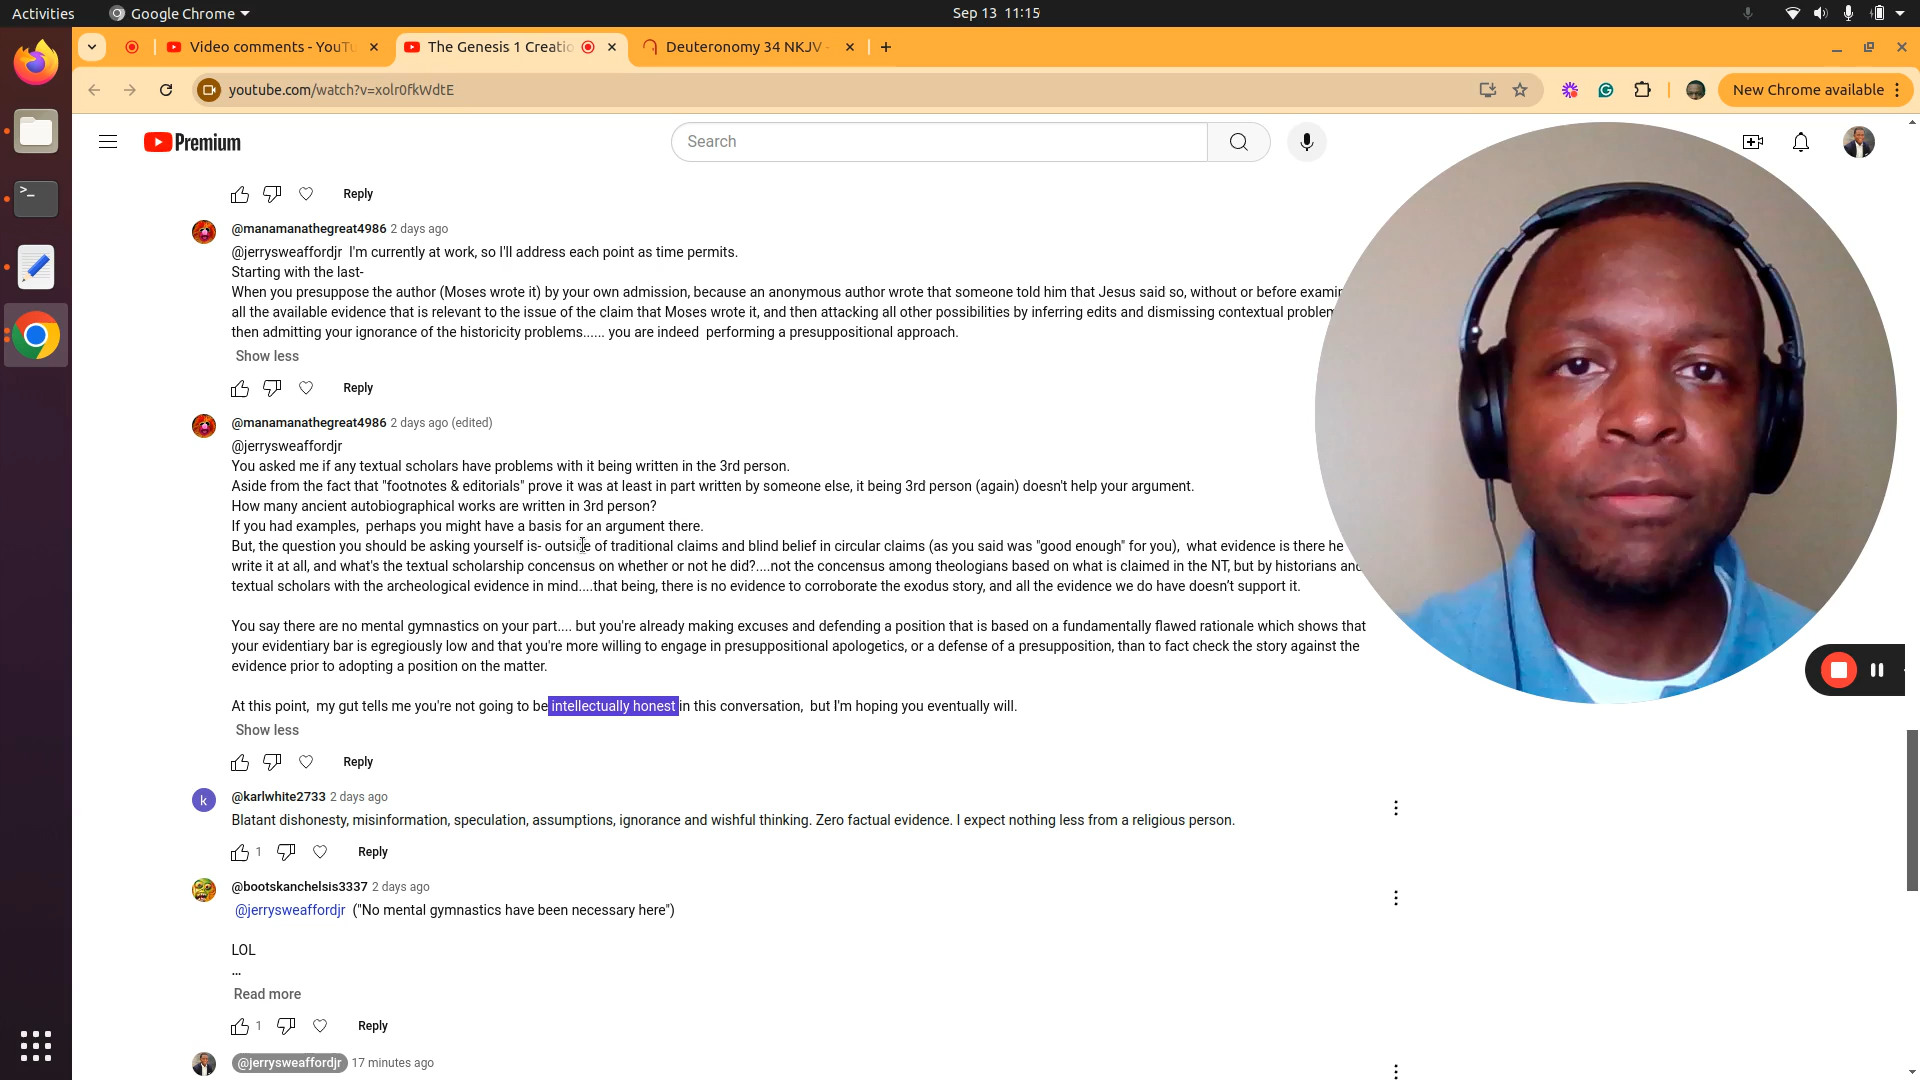 Activities
Google Chrome
Sep 13 11:15
Video comments - YouTu
The Genesis 1 Creatio
Deuteronomy 34 NKJV
youtube.com/watch?v=xolr0fkWdtE
New Chrome available
Premium
Search
Reply
@manamanathegreat4986 2 days ago
@jerrysweaffordjr I'm currently at work, so I'll address each point as time permits.
Starting with the last-
When you presuppose the author (Moses wrote it) by your own admission, because an anonymous author wrote that someone told him that Jesus said so, without or before examin
all the available evidence that is relevant to the issue of the claim that Moses wrote it, and then attacking all other possibilities by inferring edits and dismissing contextual problem
then admitting your ignorance of the historicity problems...... you are indeed performing a presuppositional approach.
Show less
Reply
@manamanathegreat4986 2 days ago (edited)
@jerrysweaffordjr
You asked me if any textual scholars have problems with it being written in the 3rd person.
Aside from the fact that "footnotes & editorials" prove it was at least in part written by someone else, it being 3rd person (again) doesn't help your argument.
How many ancient autobiographical works are written in 3rd person?
If you had examples, perhaps you might have a basis for an argument there.
But, the question you should be asking yourself is- outside of traditional claims and blind belief in circular claims (as you said was "good enough" for you), what evidence is there he
write it at all, and what's the textual scholarship concensus on whether or not he did?....not the concensus among theologians based on what is claimed in the NT, but by historians and
textual scholars with the archeological evidence in mind....that being, there is no evidence to corroborate the exodus story, and all the evidence we do have doesn't support it.
You say there are no mental gymnastics on your part.... but you're already making excuses and defending a position that is based on a fundamentally flawed rationale which shows that
your evidentiary bar is egregiously low and that you're more willing to engage in presuppositional apologetics, or a defense of a presupposition, than to fact check the story against the
evidence prior to adopting a position on the matter.
At this point, my gut tells me you're not going to be intellectually honest in this conversation, but I'm hoping you eventually will.
Show less
Reply
k
@karlwhite2733 2 days ago
Blatant dishonesty, misinformation, speculation, assumptions, ignorance and wishful thinking. Zero factual evidence. I expect nothing less from a religious person.
1
Reply
@bootskanchelsis3337 2 days ago
@jerrysweaffordjr ("No mental gymnastics have been necessary here")
LOL
...
Read more
1
Reply
@jerrysweaffordjr 17 minutes ago